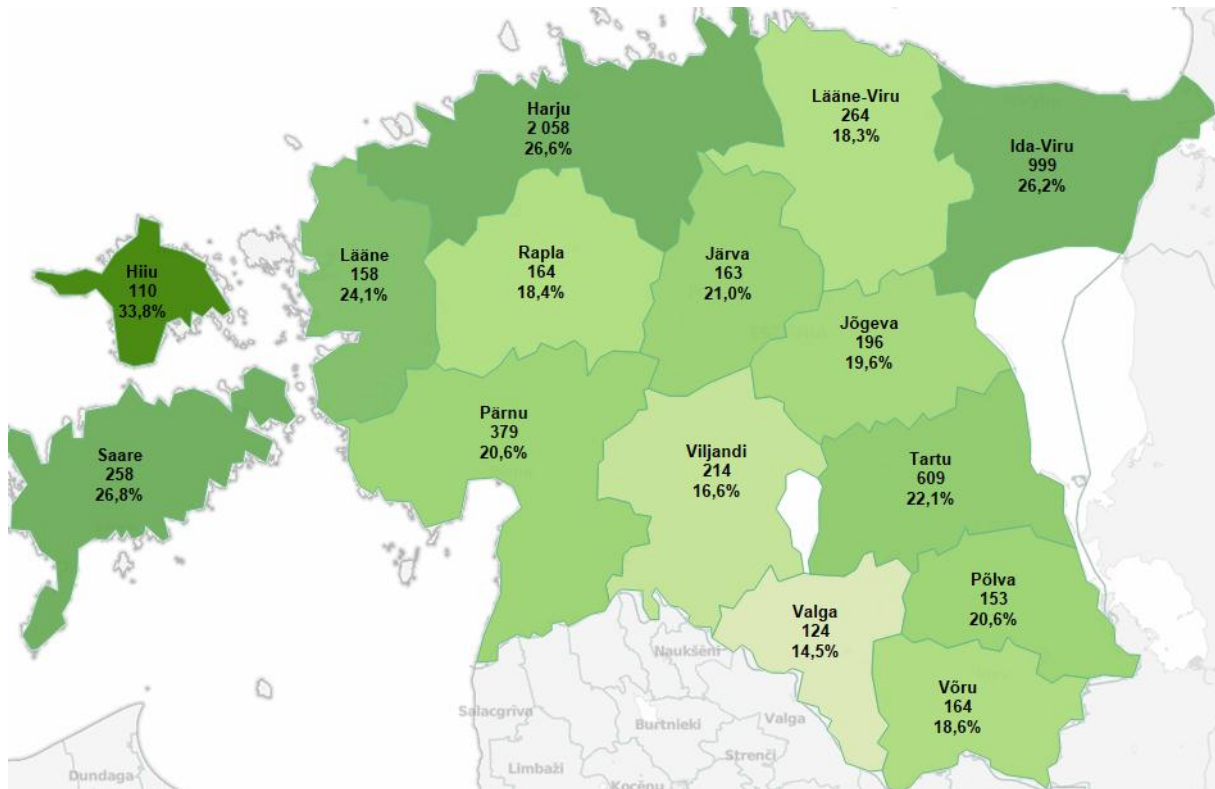 Harju
2 058
26,6%
Lääne-Viru
264
18,3%
Ida-Viru
999
26,2%
Hiiu
110
33,8%
Lääne
158
24,1%
Rapla
164
18,4%
Järva
163
21,0%
Jõgeva
196
19,6%
Saare
258
26,8%
Pärnu
379
20,6%
Viljandi
214
16,6%
Tartu
609
22,1%
Valga
124
14,5%
Põlva
153
20,6%
Võru
164
18,6%
Naukšēni
Salacgrīva
Burtnieki
Valga
Strenči
Limbaži
Kocēnu
Dundaga